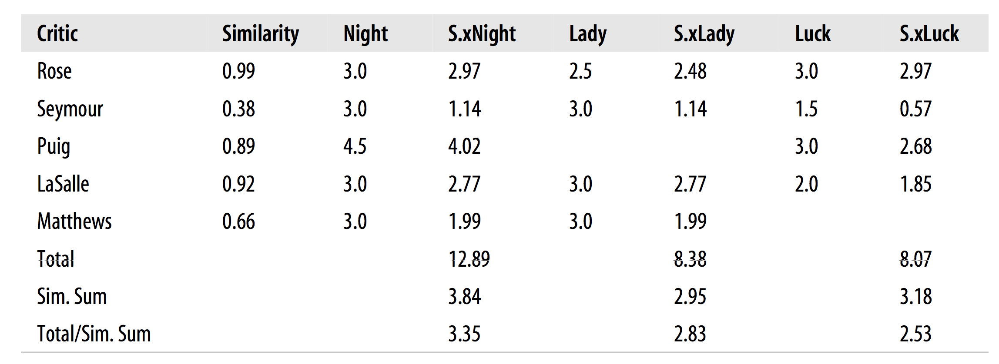 Critic Similarity Night S.xNight Lady S.xLady Luck S.xLuck
Rose 0.99 3.0 2.97 2.5 2.48 3.0 2.97
Seymour 0.38 3.0 1.14 3.0 1.14 1.5 0.57
Puig 0.89 4.5 4.02 3.0 2.68
LaSalle 0.92 3.0 2.77 3.0 2.77 2.0 1.85
Matthews 0.66 3.0 1.99 3.0 1.99
Total 12.89 8.38 8.07
Sim. Sum 3.84 2.95 3.18
Total/Sim. Sum 3.35 2.83 2.53